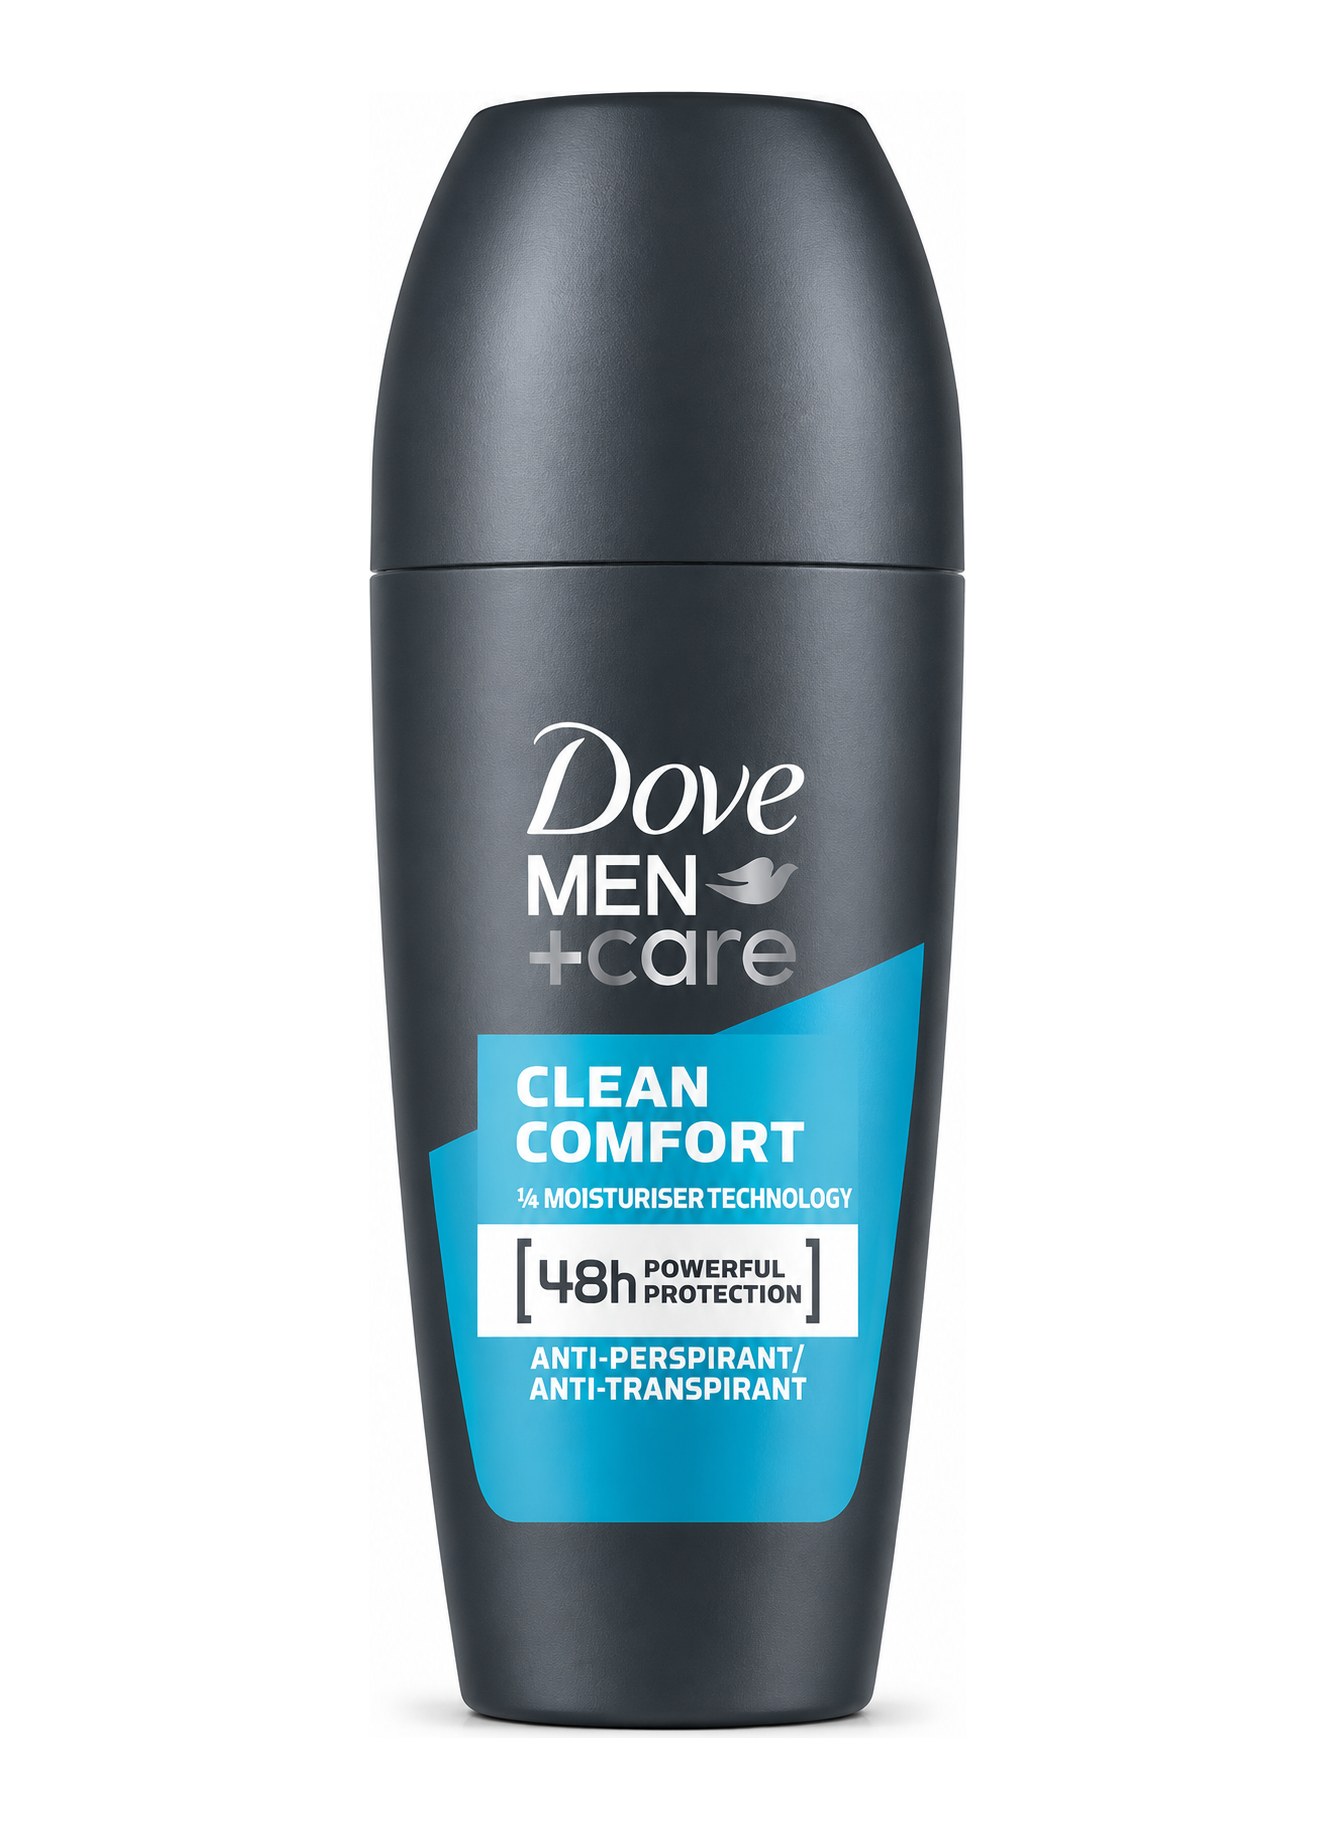 Dove
MEN
+care
CLEAN
COMFORT
¼ MOISTURISER TECHNOLOGY
[48h POWERFUL
PROTECTION]
ANTI-PERSPIRANT/
ANTI-TRANSPIRANT